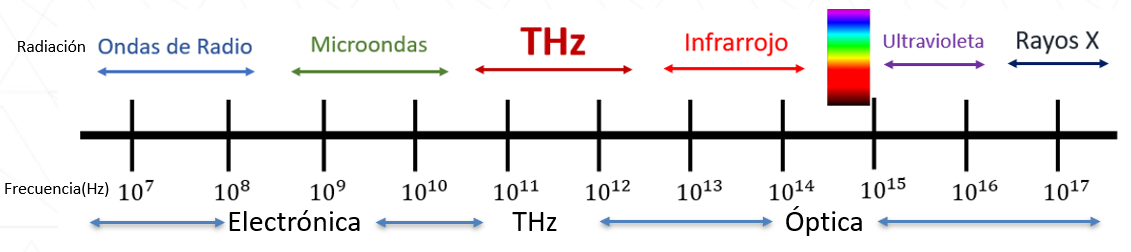 Radiación Ondas de Radio Microondas THz Infrarrojo Ultravioleta Rayos X
Frecuencia(Hz) 10⁷ 10⁸ 10⁹ 10¹⁰ 10¹¹ 10¹² 10¹³ 10¹⁴ 10¹⁵ 10¹⁶ 10¹⁷
Electrónica THz Óptica